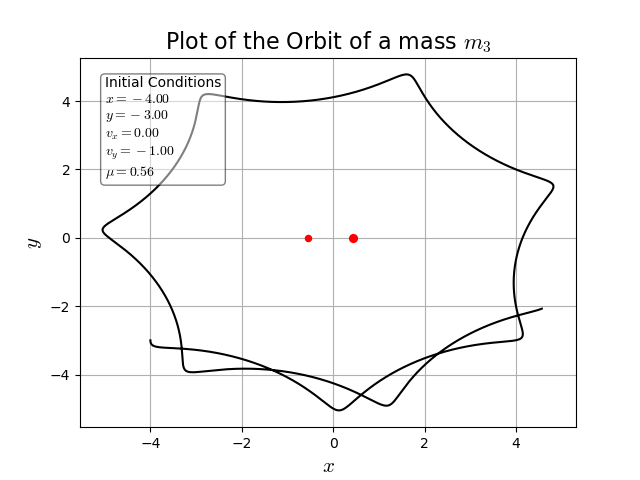 Plot of the Orbit of a mass m₃
Initial Conditions
x = −4.00
y = −3.00
vₓ = 0.00
v_y = −1.00
μ = 0.56
4
2
0
−2
−4
y
−4
−2
0
2
4
x